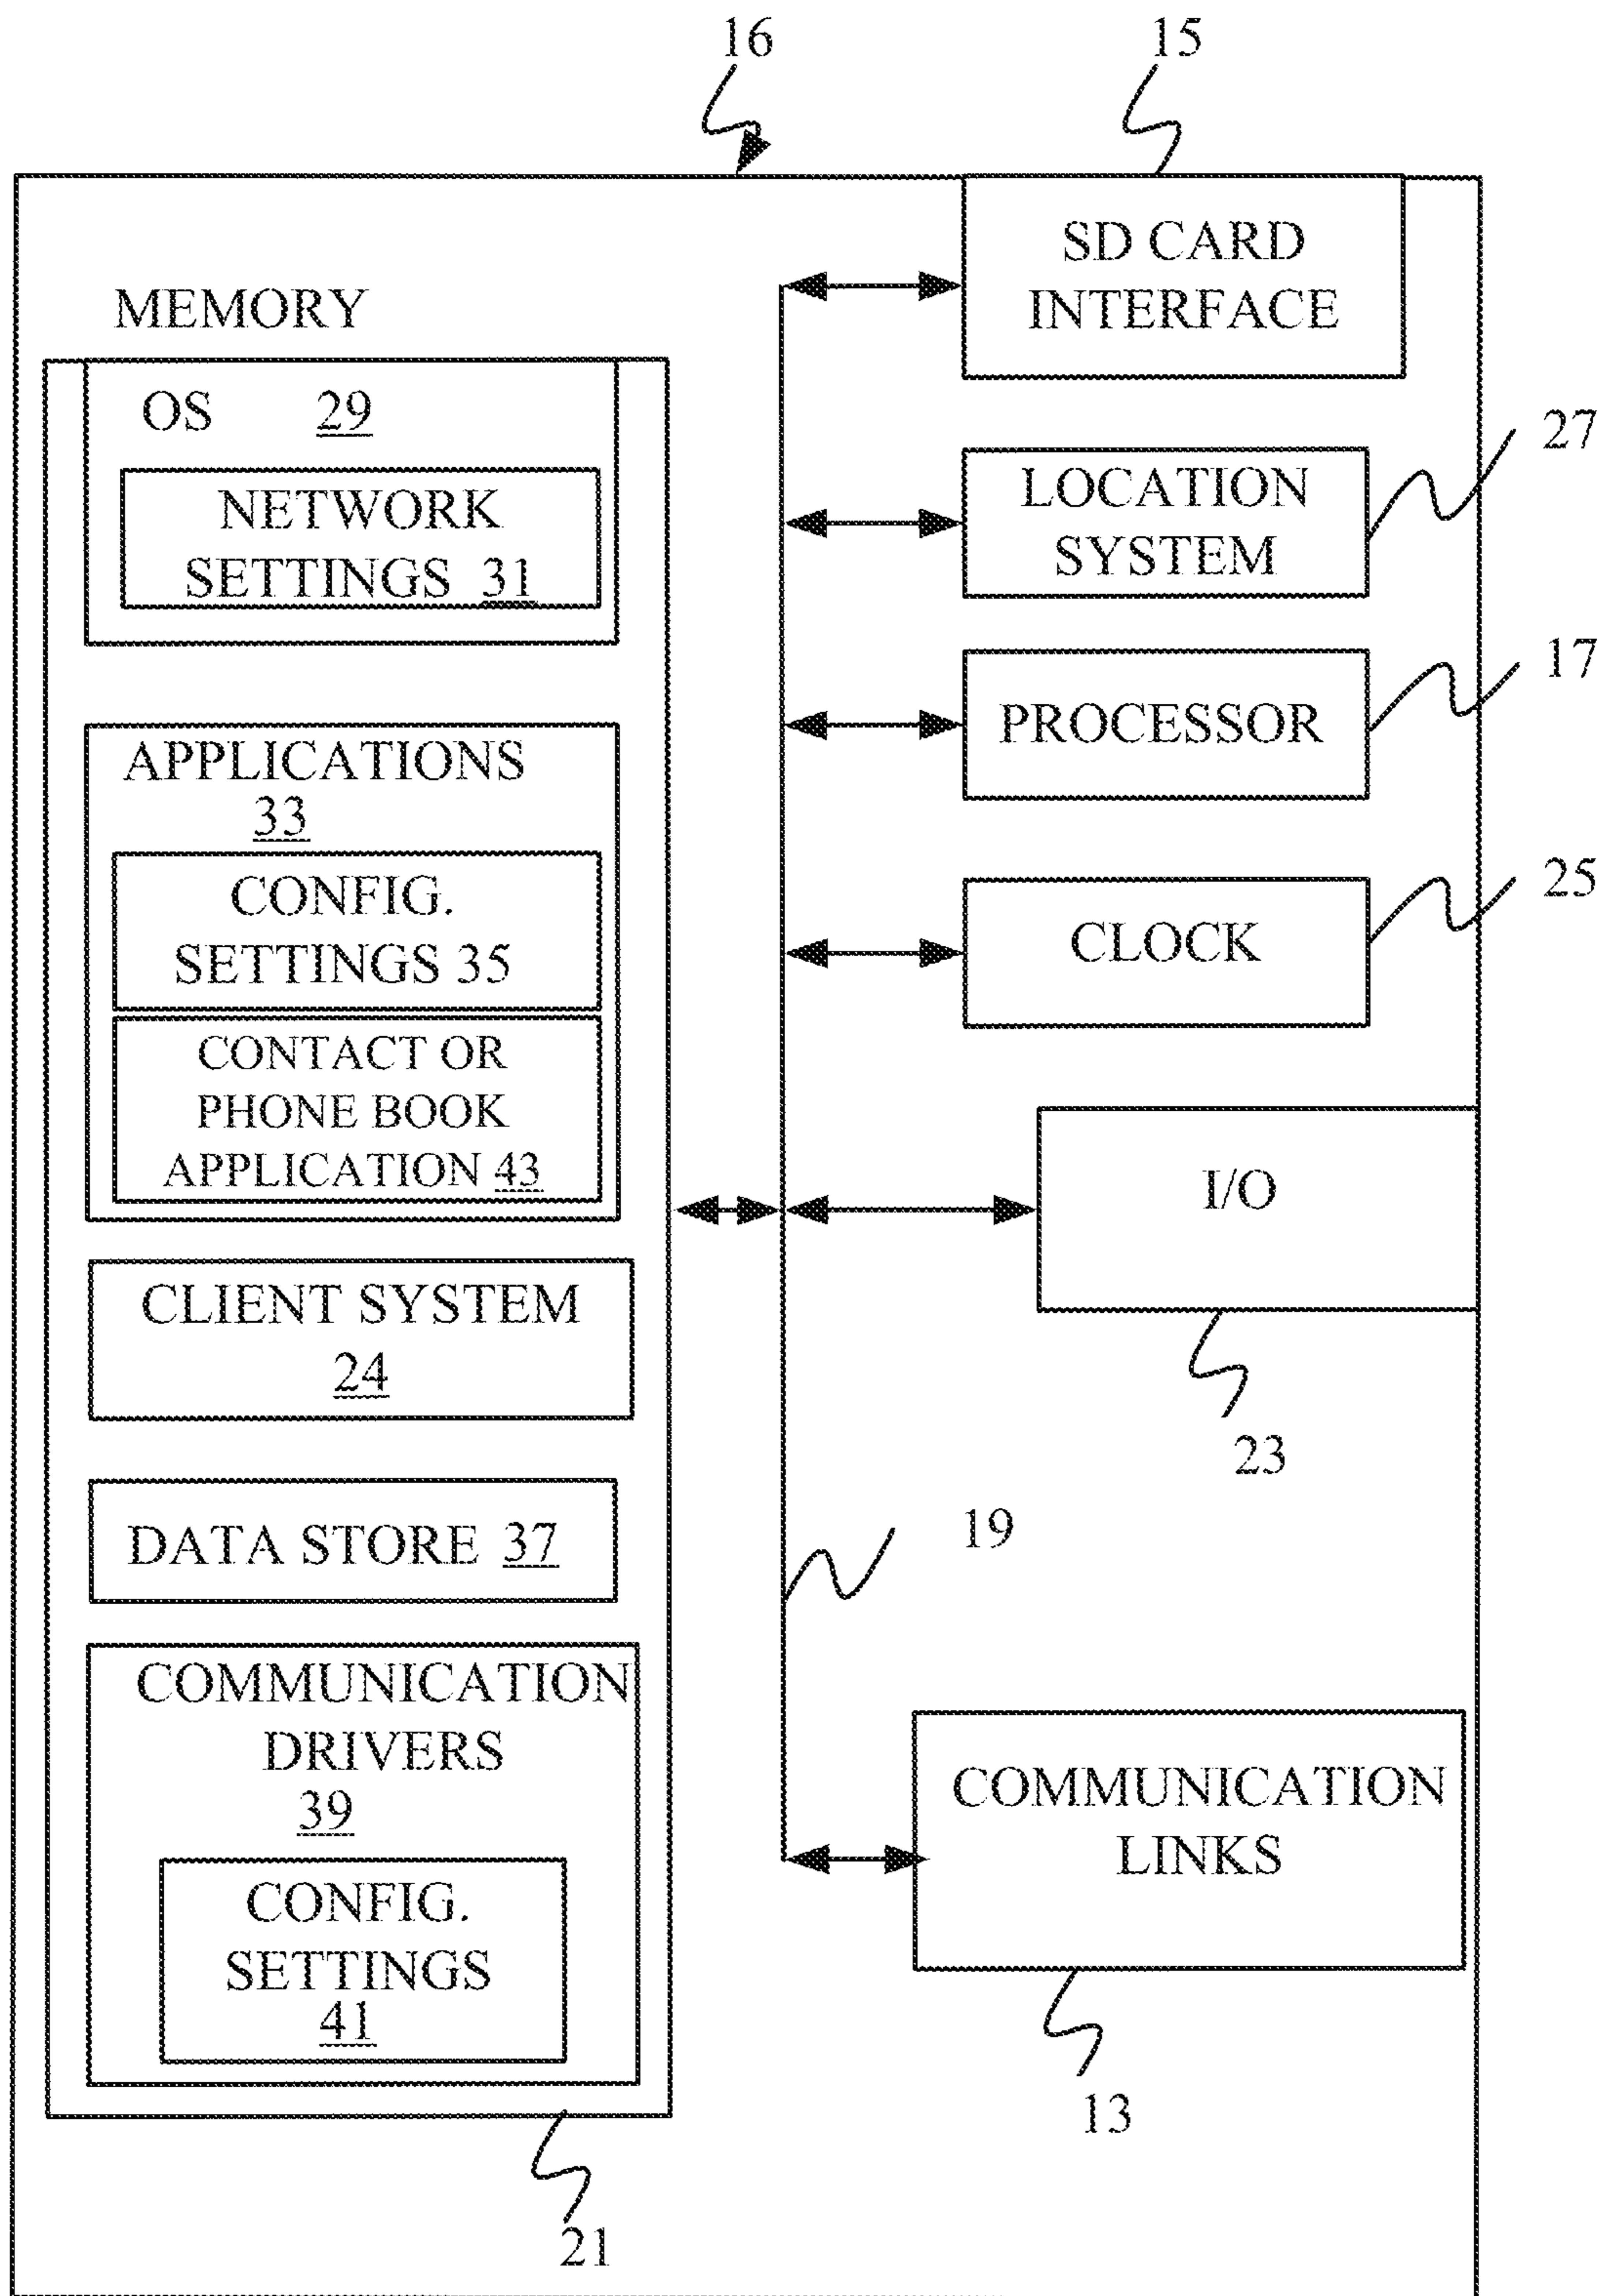 16
15
SD CARD
INTERFACE
MEMORY
OS 29
NETWORK
SETTINGS 31
27
LOCATION
SYSTEM
17
PROCESSOR
APPLICATIONS
33
CONFIG.
SETTINGS 35
25
CLOCK
CONTACT OR
PHONE BOOK
APPLICATION 43
I/O
23
CLIENT SYSTEM
24
DATA STORE 37
19
COMMUNICATION
DRIVERS
39
CONFIG.
SETTINGS
41
COMMUNICATION
LINKS
13
21